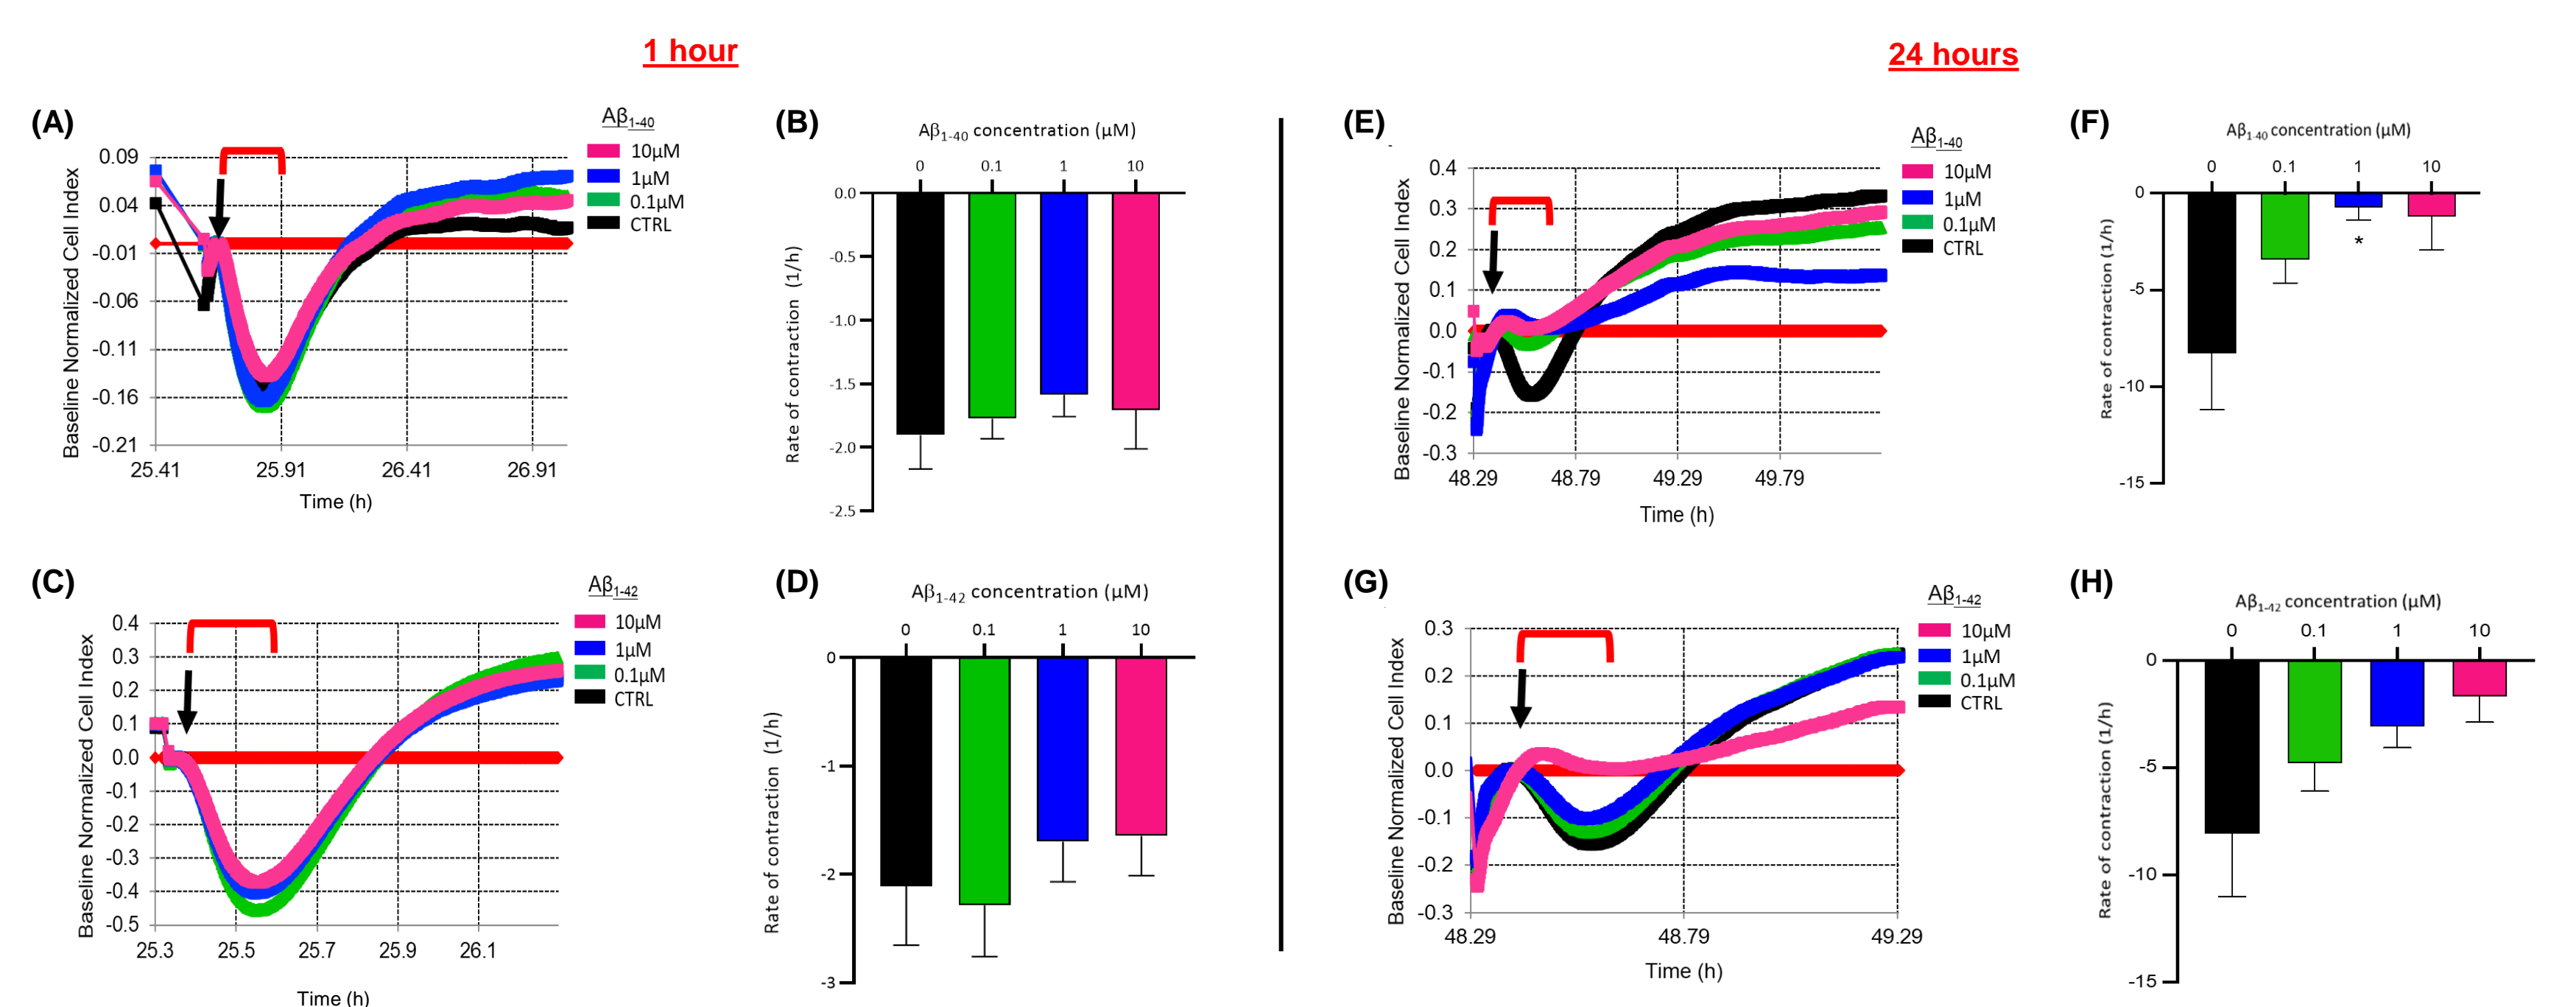 1 hour
24 hours
(A)
Aβ1-40
10μM
1μM
0.1μM
CTRL
Baseline Normalized Cell Index
0.09
0.04
-0.01
-0.06
-0.11
-0.16
-0.21
25.41 25.91 26.41 26.91
Time (h)
(B)
Aβ1-40 concentration (μM)
0 0.1 1 10
Rate of contraction (1/h)
0.0
-0.5
-1.0
-1.5
-2.0
-2.5
(C)
Aβ1-42
10μM
1μM
0.1μM
CTRL
Baseline Normalized Cell Index
0.4
0.3
0.2
0.1
0.0
-0.1
-0.2
-0.3
-0.4
-0.5
25.3 25.5 25.7 25.9 26.1
Time (h)
(D)
Aβ1-42 concentration (μM)
0 0.1 1 10
Rate of contraction (1/h)
0
-1
-2
-3
(E)
Aβ1-40
10μM
1μM
0.1μM
CTRL
Baseline Normalized Cell Index
0.4
0.3
0.2
0.1
0.0
-0.1
-0.2
-0.3
48.29 48.79 49.29 49.79
Time (h)
(F)
Aβ1-40 concentration (μM)
0 0.1 1 10
Rate of contraction (1/h)
0
-5
-10
-15
*
(G)
Aβ1-42
10μM
1μM
0.1μM
CTRL
Baseline Normalized Cell Index
0.3
0.2
0.1
0.0
-0.1
-0.2
-0.3
48.29 48.79 49.29
Time (h)
(H)
Aβ1-42 concentration (μM)
0 0.1 1 10
Rate of contraction (1/h)
0
-5
-10
-15